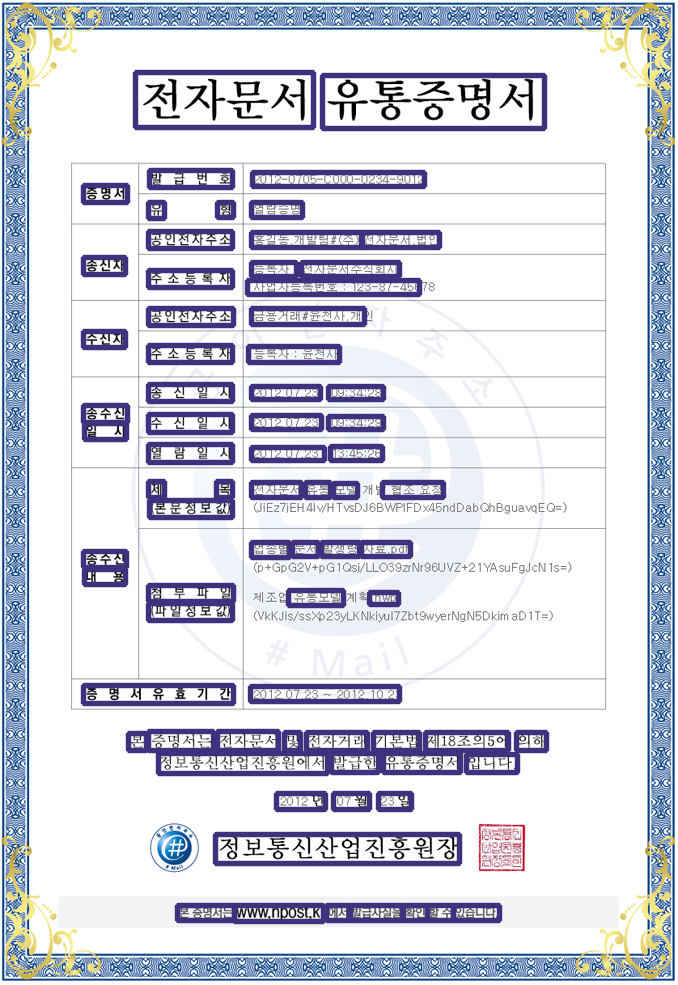 전자문서 유통증명서
증명서
발 급 번 호 2012-0705-C000-0234-9012
유 형 열람증명
송신자
공인전자주소 홍길동.개발팀#(주)전자문서.법인
주소등록자 등록자 : 전자문서주식회사
사업자등록번호 : 123-87-45678
수신자
공인전자주소 금융거래#윤천사.개인
주소등록자 등록자 : 윤천사
송수신
일 시
송 신 일 시 2012.07.23 09:34:28
수 신 일 시 2012.07.23 09:34:29
열 람 일 시 2012.07.23 13:45:26
송수신
내 용
제 목 전자문서 유통 모델 개발 협조 요청
(본문정보값) (JiEz7jEH4Iv/HTvsDJ6BWPIFDx45ndDabQhBguavqEQ=)
업종별 문서 발생량 자료.pdf
(p+GpG2V+pG1Qsi/LLO39zrNr96UVZ+21YAsuFgJcN1s=)
첨 부 파 일 제조업 유통모델 계획.hwp
(파일정보값) (VkKJis/ssXp23yLKNkiyuI7Zbt9wyerNgN5DkimaD1T=)
증 명 서 유 효 기 간 2012.07.23 ~ 2012.10.23
본 증명서는 전자문서 및 전자거래 기본법 제18조의5에 의하
정보통신산업진흥원에서 발급한 유통증명서 입니다.
2012 년 07 월 23 일
공인전자주소
# Mail
정보통신산업진흥원장
본 증명서는 www.npost.k 에서 발급사실을 확인 할 수 있습니다.